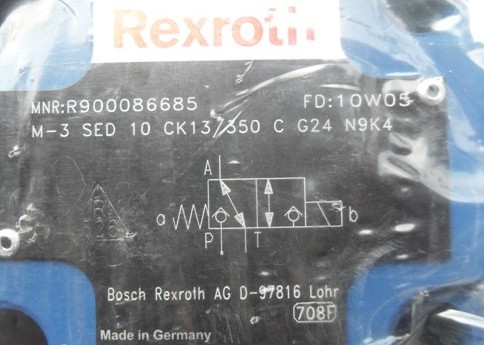 Rexroth
MNR:R900086685 FD:10W05
M-3 SED 10 CK13/350 C G24 N9K4
A
a b
P T
Bosch Rexroth AG D-97816 Lohr
708F
Made in Germany